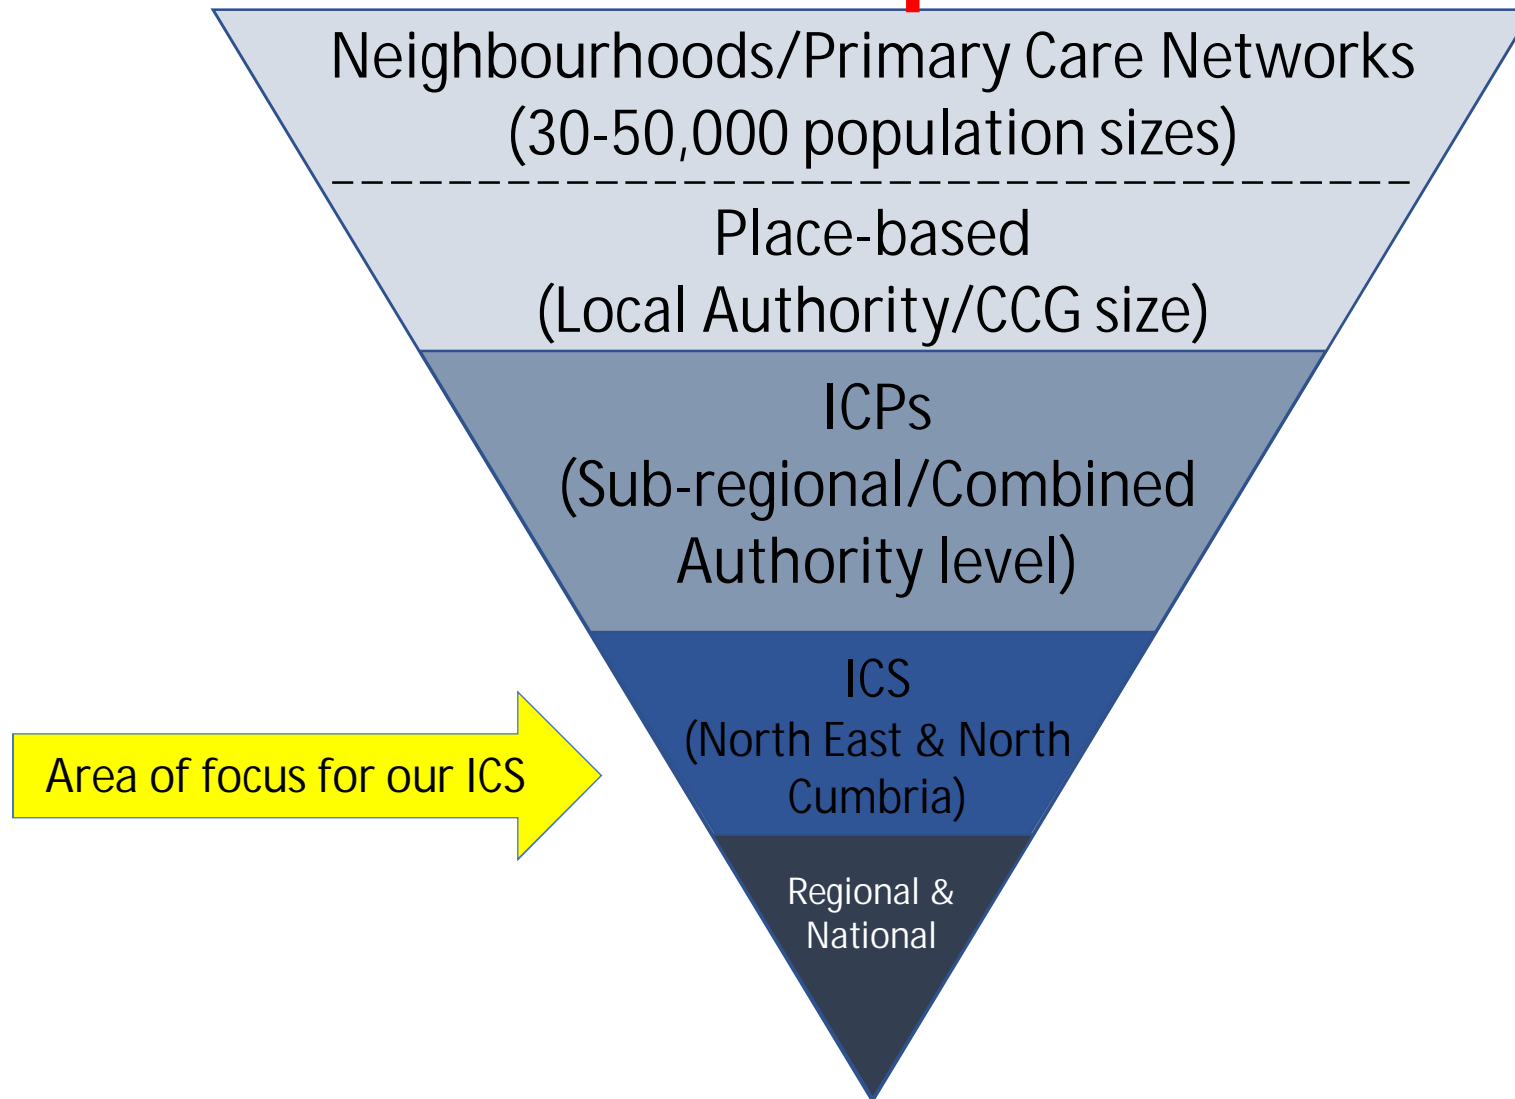 Neighbourhoods/Primary Care Networks
(30-50,000 population sizes)
Place-based
(Local Authority/CCG size)
ICPs
(Sub-regional/Combined
Authority level)
ICS
(North East & North
Cumbria)
Area of focus for our ICS
Regional &
National